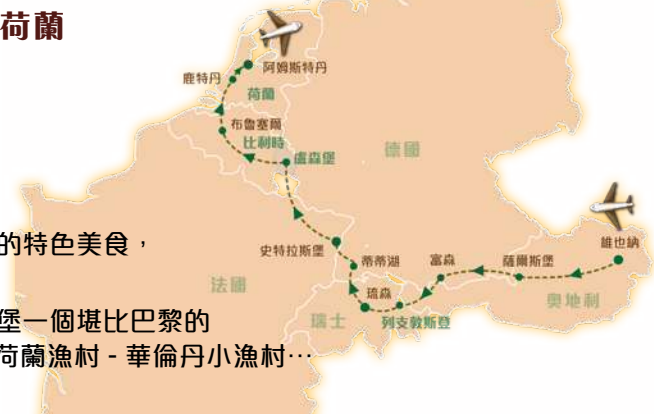 荷蘭
阿姆斯特丹
鹿特丹
荷蘭
布魯塞爾
比利時
盧森堡
德國
的特色美食，
史特拉斯堡
蒂蒂湖
富森
薩爾斯堡
維也納
法國
琉森
瑞士
列支敦斯登
奧地利
堡一個堪比巴黎的
荷蘭漁村 - 華倫丹小漁村…